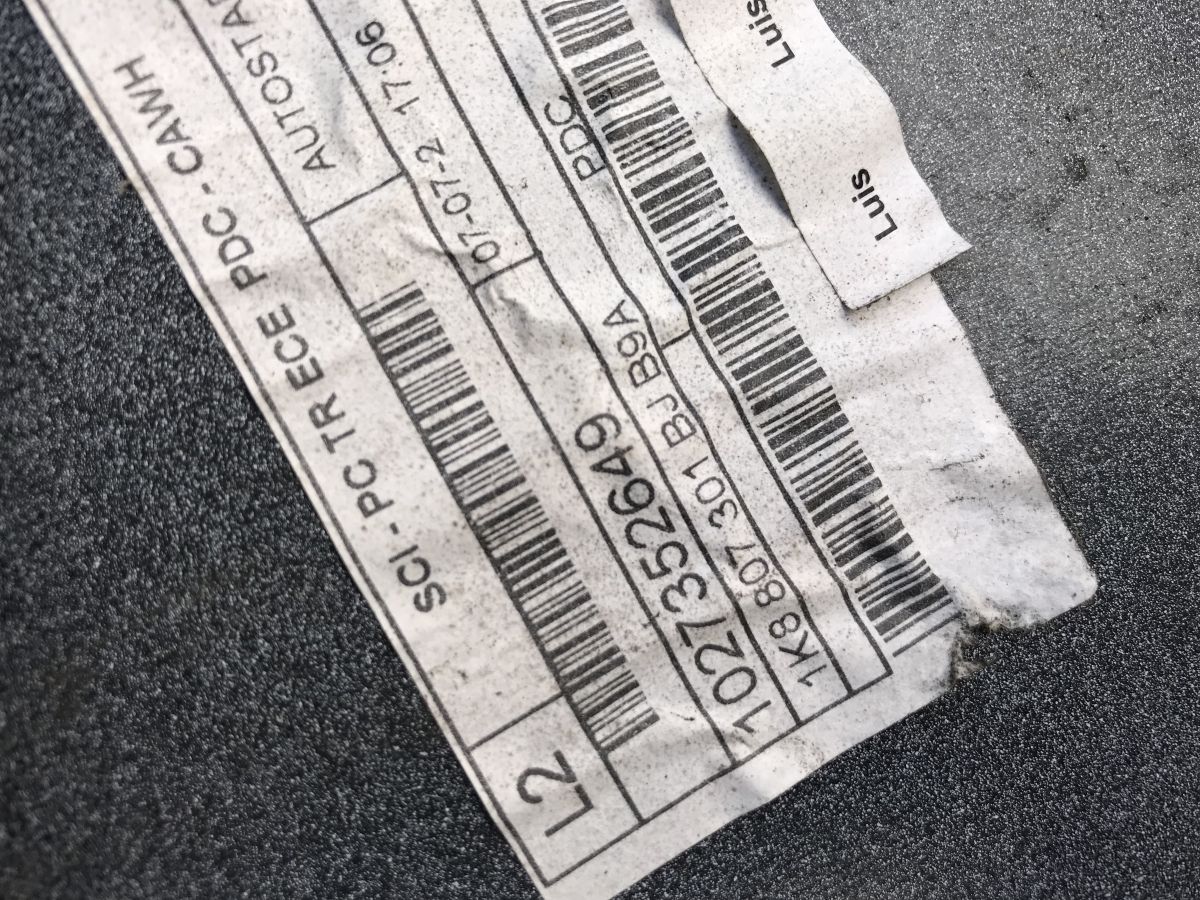 L2
SCI - PC TR ECE PDC - CAWH
07-07-2 17:06
1027352649
1K8 807 301 BJ B9A
PDC
Luis
Luis